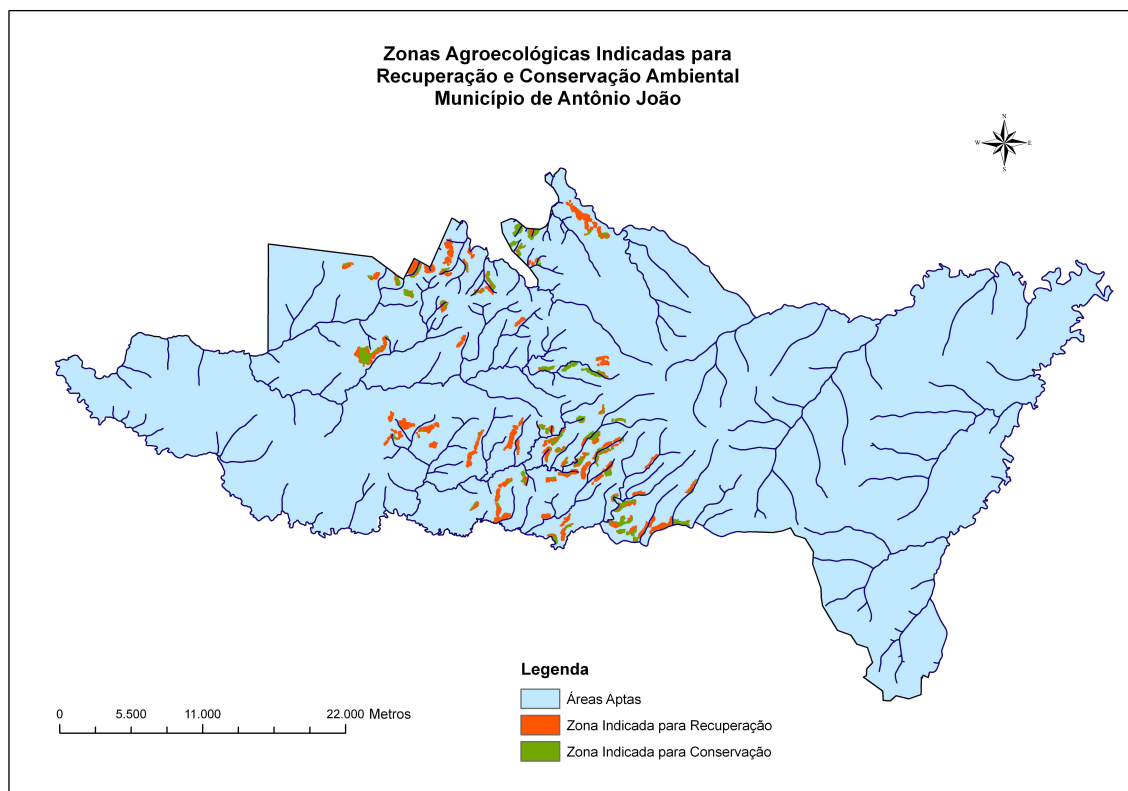 Zonas Agroecológicas Indicadas para
Recuperação e Conservação Ambiental
Município de Antônio João
N
W
E
S
Legenda
Áreas Aptas
Zona Indicada para Recuperação
Zona Indicada para Conservação
0 5.500 11.000 22.000 Metros